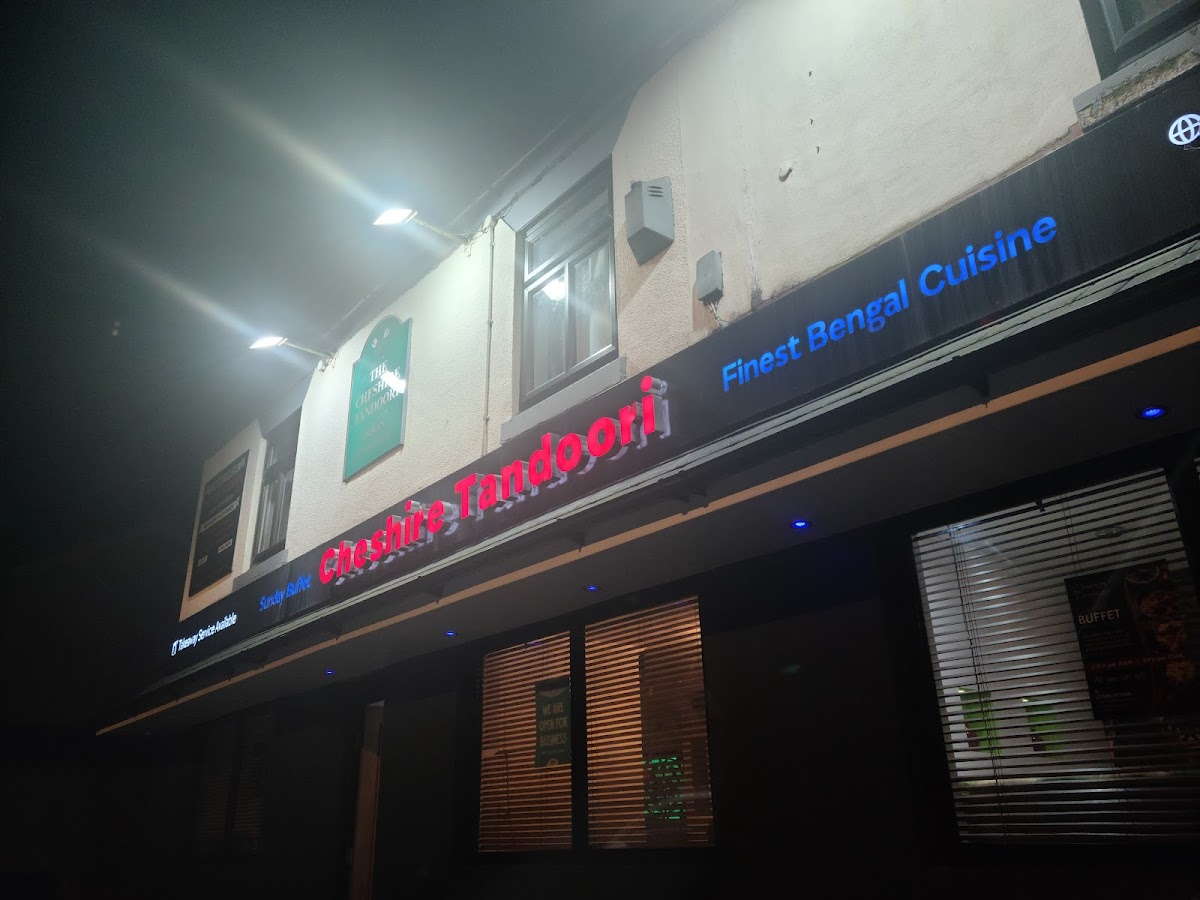 THE
CHESHIRE
TANDOORI
Takeaway Service Available
Sunday Buffet
Cheshire Tandoori
Finest Bengal Cuisine
WE ARE
OPEN FOR
BUSINESS
BUFFET